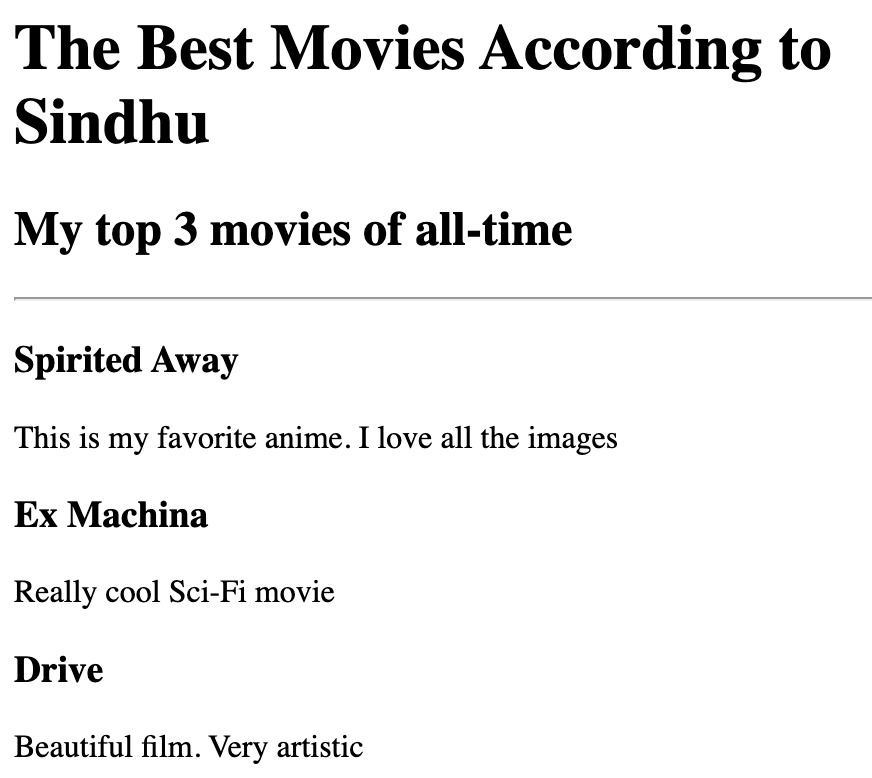 The Best Movies According to
Sindhu
My top 3 movies of all-time
Spirited Away
This is my favorite anime. I love all the images
Ex Machina
Really cool Sci-Fi movie
Drive
Beautiful film. Very artistic